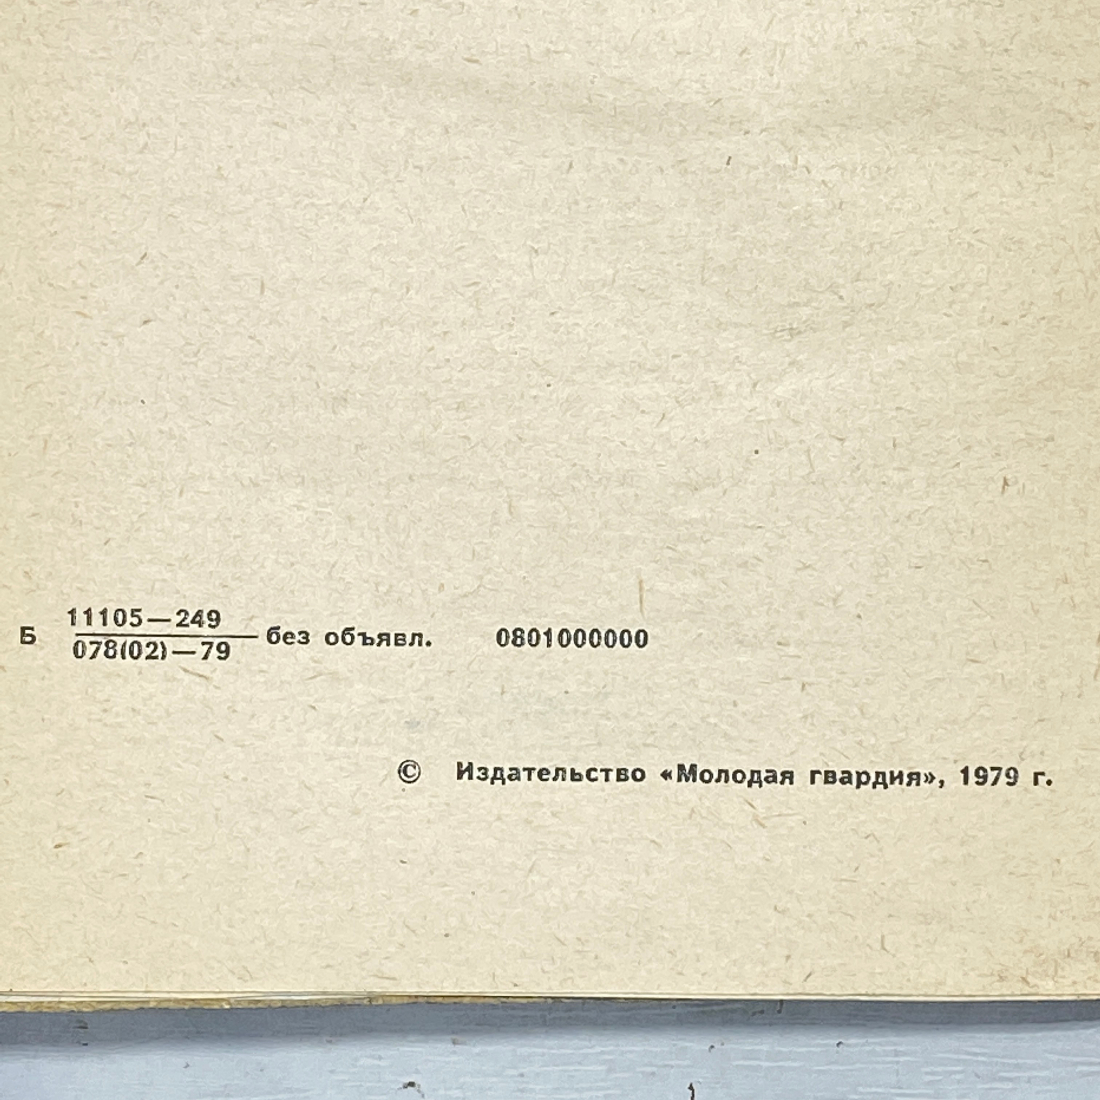 Б 11105—249
078(02)—79 без объявл. 0801000000
© Издательство «Молодая гвардия», 1979 г.